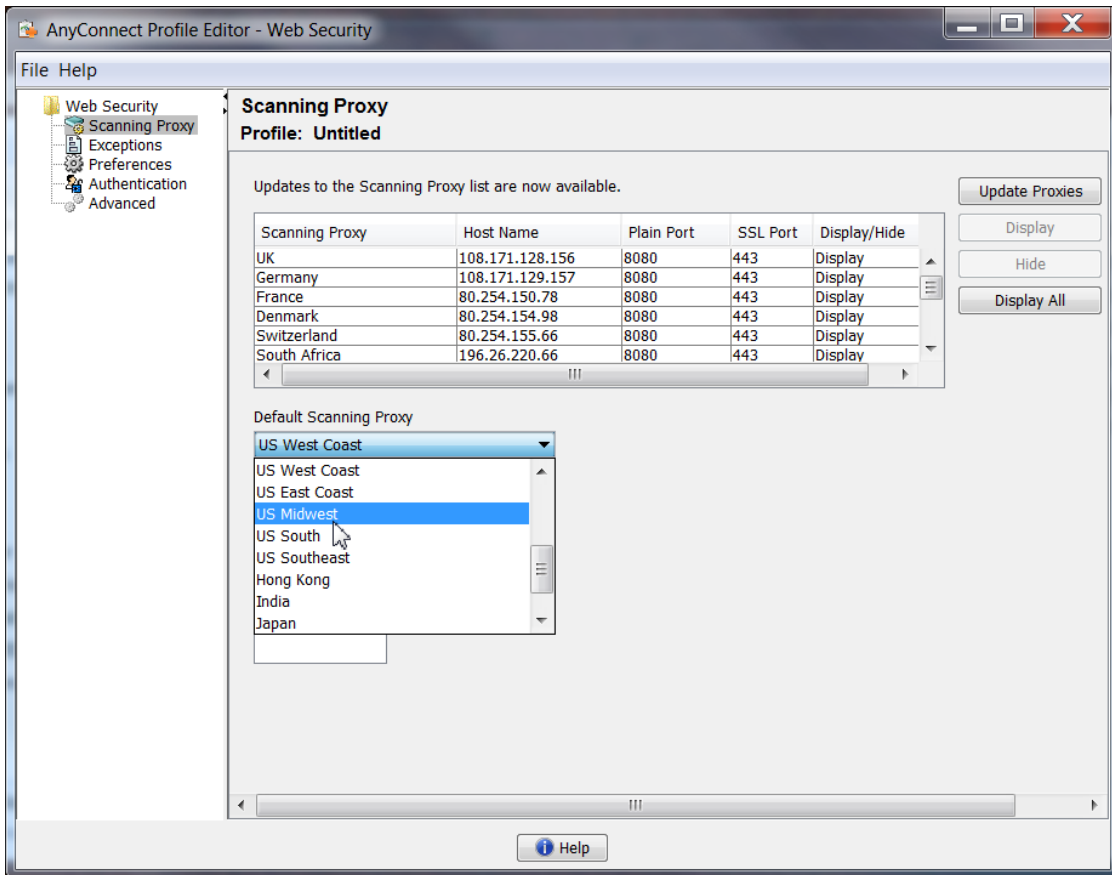 AnyConnect Profile Editor - Web Security
File Help
Web Security
Scanning Proxy
Exceptions
Preferences
Authentication
Advanced
Scanning Proxy
Profile: Untitled
Updates to the Scanning Proxy list are now available.
Scanning Proxy Host Name Plain Port SSL Port Display/Hide
UK 108.171.128.156 8080 443 Display
Germany 108.171.129.157 8080 443 Display
France 80.254.150.78 8080 443 Display
Denmark 80.254.154.98 8080 443 Display
Switzerland 80.254.155.66 8080 443 Display
South Africa 196.26.220.66 8080 443 Display
Update Proxies
Display
Hide
Display All
Default Scanning Proxy
US West Coast
US West Coast
US East Coast
US Midwest
US South
US Southeast
Hong Kong
India
Japan
Help